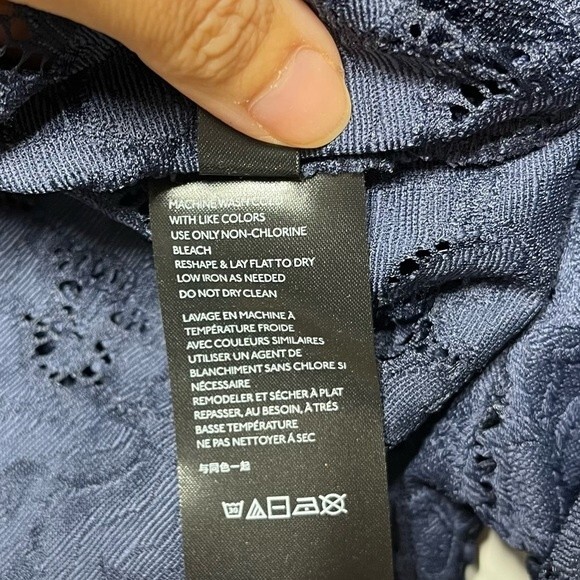 MACHINE WASH COLD
WITH LIKE COLORS
USE ONLY NON-CHLORINE
BLEACH
RESHAPE & LAY FLAT TO DRY
LOW IRON AS NEEDED
DO NOT DRY CLEAN
LAVAGE EN MACHINE À
TEMPÉRATURE FROIDE
AVEC COULEURS SIMILAIRES
UTILISER UN AGENT DE
BLANCHIMENT SANS CHLORE SI
NÉCESSAIRE
REMODELER ET SÉCHER À PLAT
REPASSER, AU BESOIN, À TRÉS
BASSE TEMPÉRATURE
NE PAS NETTOYER À SEC
与同色一起
30